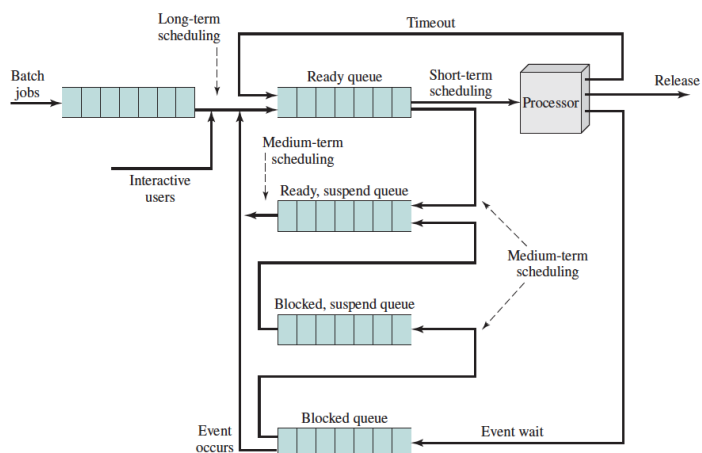 Long-term
scheduling
Timeout
Batch
jobs
Ready queue
Short-term
scheduling
Processor
Release
Medium-term
scheduling
Interactive
users
Ready, suspend queue
Medium-term
scheduling
Blocked, suspend queue
Blocked queue
Event
occurs
Event wait